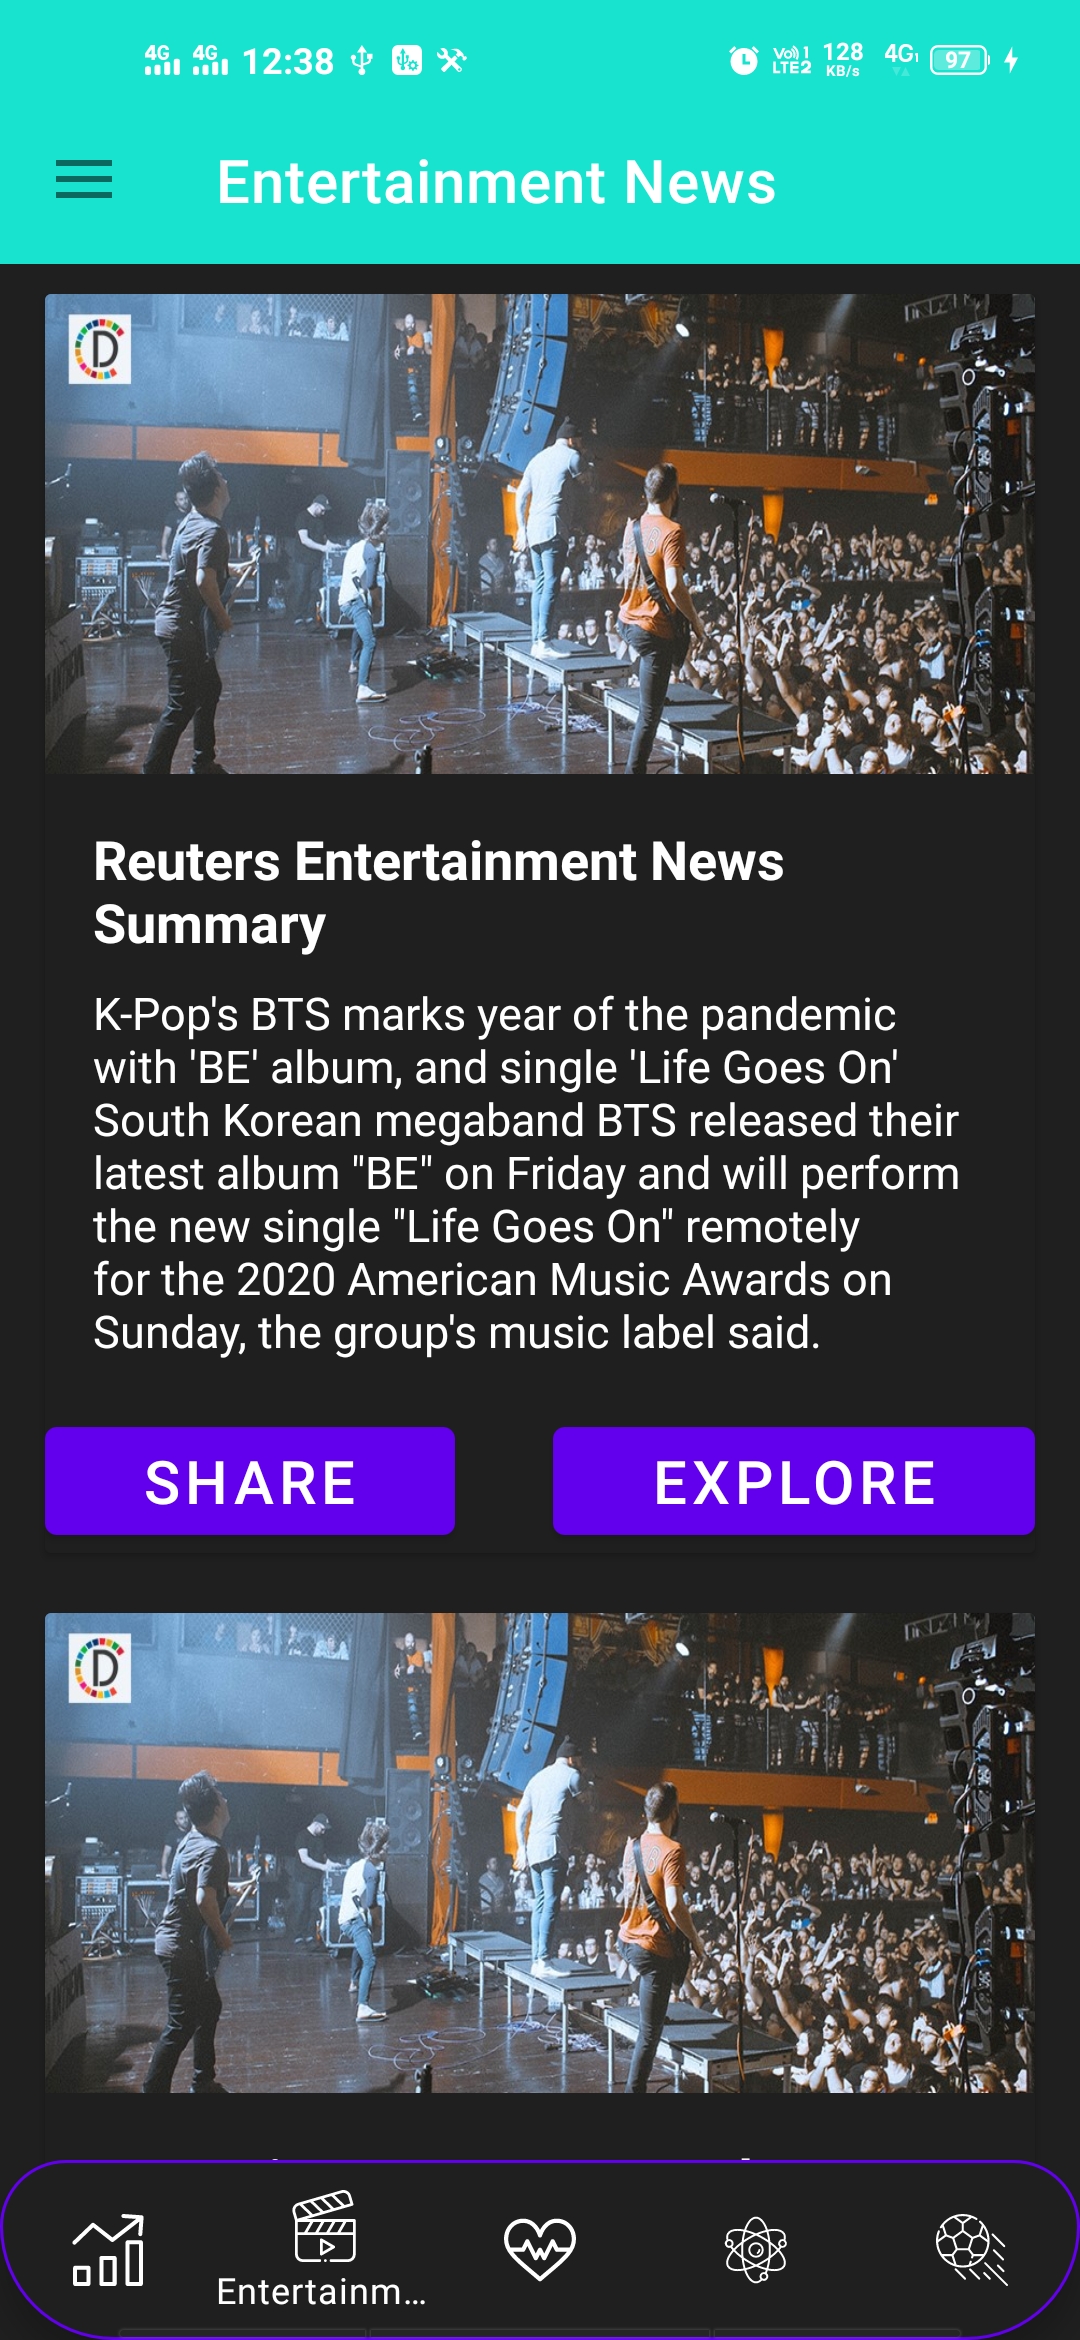 4G 4G 12:38 Vo)) 1 LTE2 128 KB/s 4G 97
Entertainment News
D
Reuters Entertainment News
Summary
K-Pop's BTS marks year of the pandemic
with 'BE' album, and single 'Life Goes On'
South Korean megaband BTS released their
latest album "BE" on Friday and will perform
the new single "Life Goes On" remotely
for the 2020 American Music Awards on
Sunday, the group's music label said.
SHARE EXPLORE
D
Entertainm...